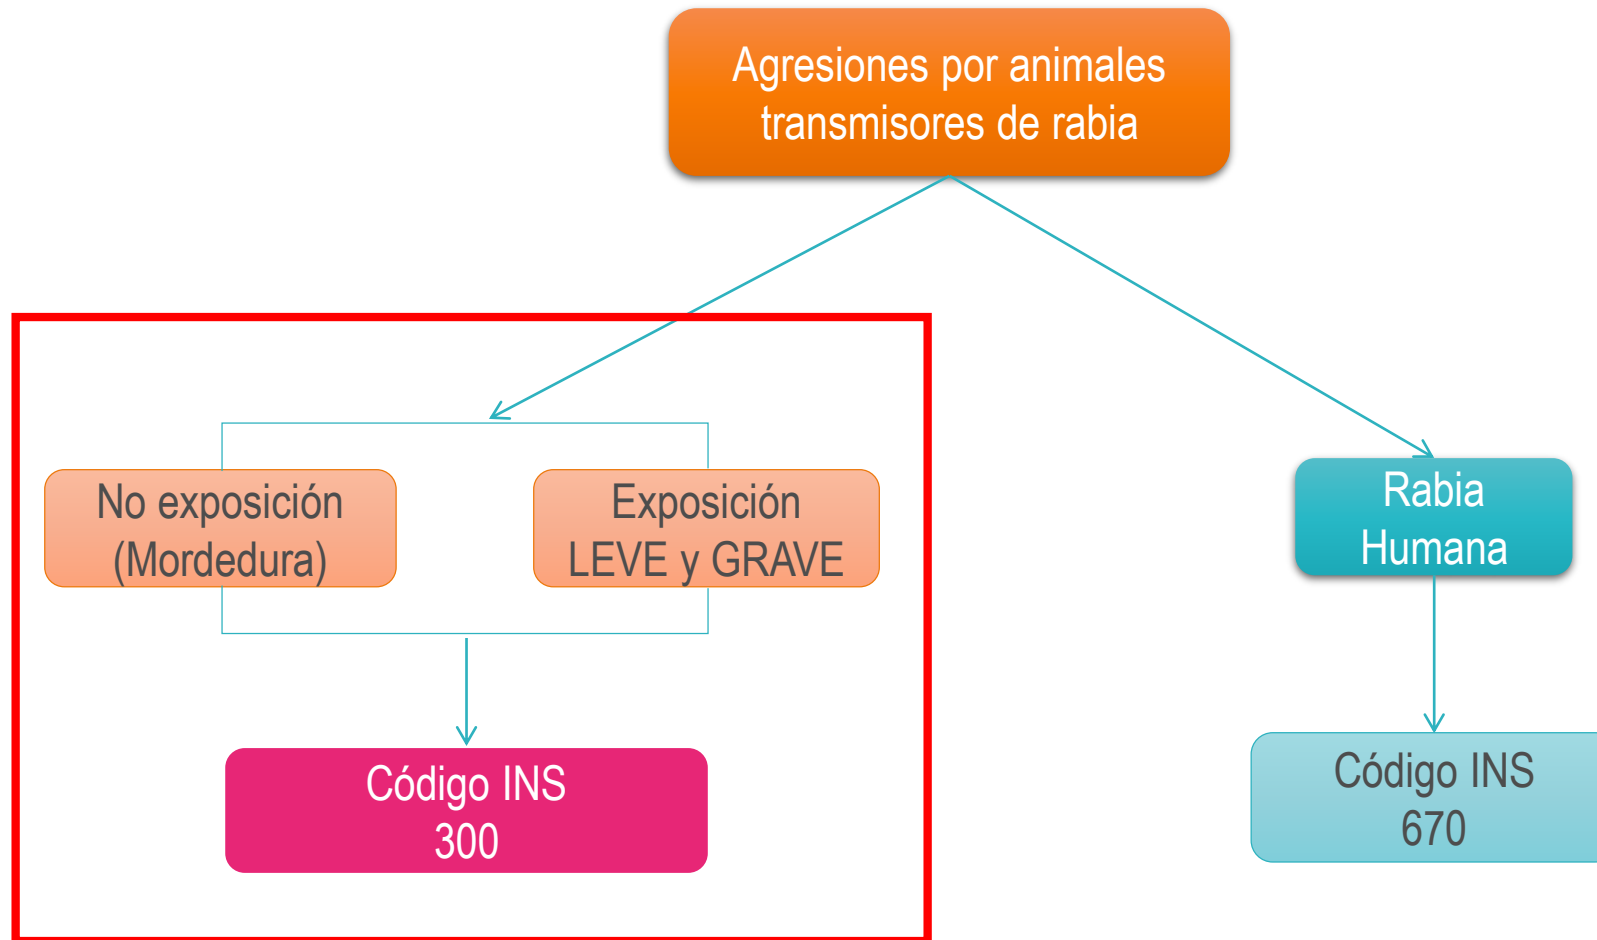 Agresiones por animales
transmisores de rabia
No exposición
(Mordedura)
Exposición
LEVE y GRAVE
Rabia
Humana
Código INS
300
Código INS
670